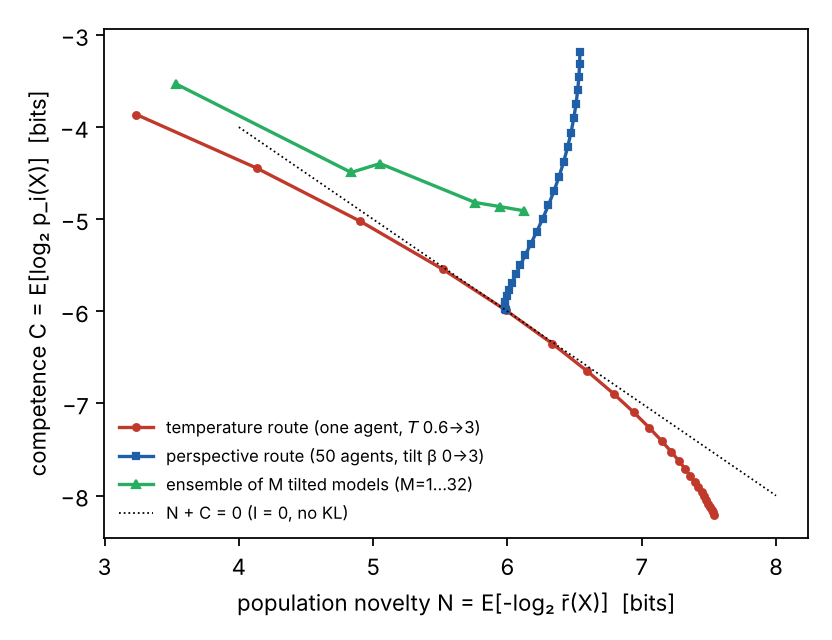 −3
−4
−5
−6
−7
−8
competence C = E[log₂ p_i(X)]  [bits]
temperature route (one agent, T 0.6→3)
perspective route (50 agents, tilt β 0→3)
ensemble of M tilted models (M=1…32)
N + C = 0 (I = 0, no KL)
3 4 5 6 7 8
population novelty N = E[-log₂ r̄(X)]  [bits]